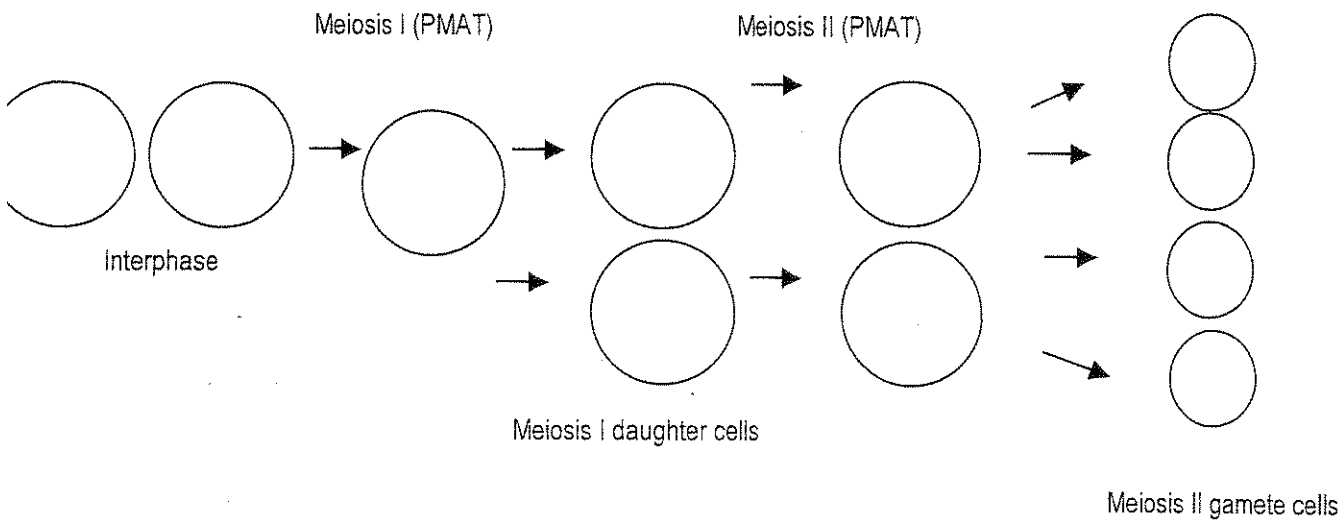 Meiosis I (PMAT)
Meiosis II (PMAT)
Interphase
Meiosis I daughter cells
Meiosis II gamete cells